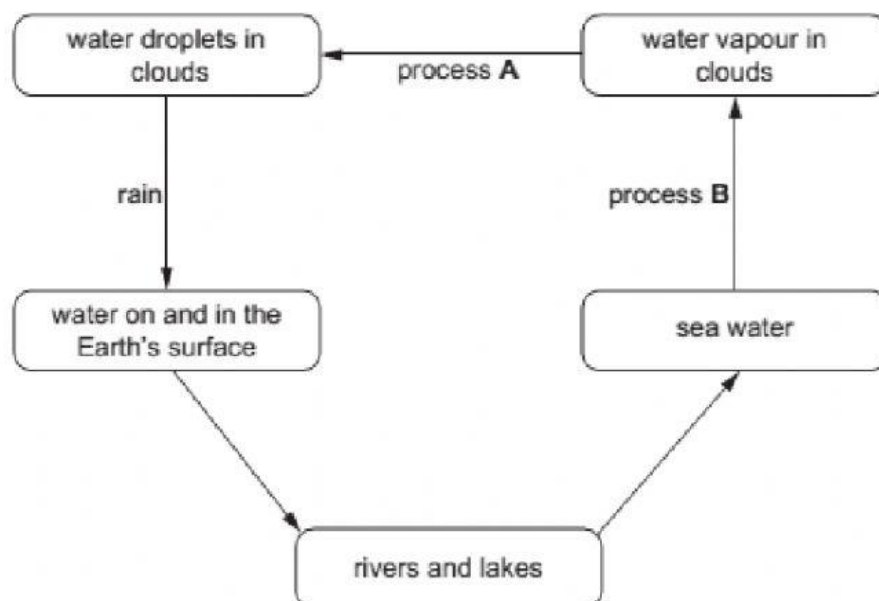 water droplets in
clouds
water vapour in
clouds
process A
rain
process B
water on and in the
Earth's surface
sea water
rivers and lakes